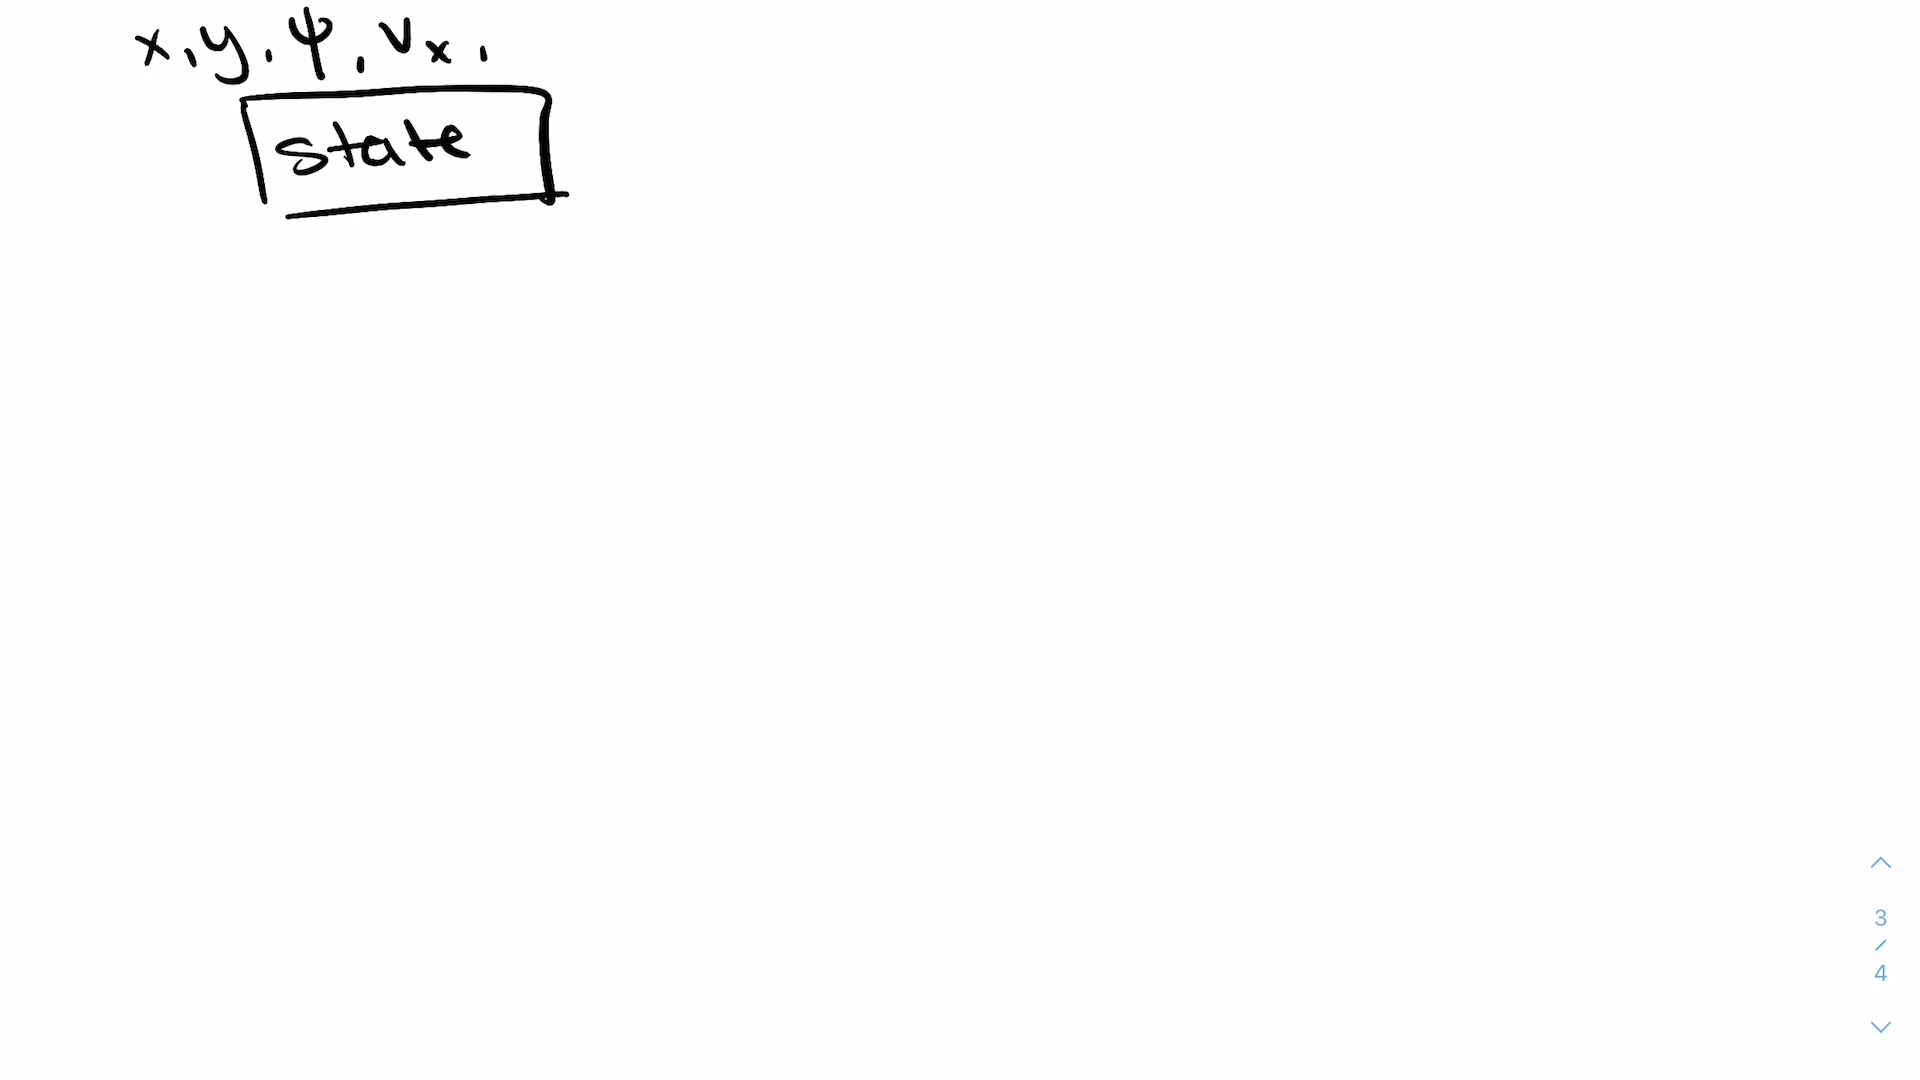 x, y, ψ, vₓ,
state
3
/
4